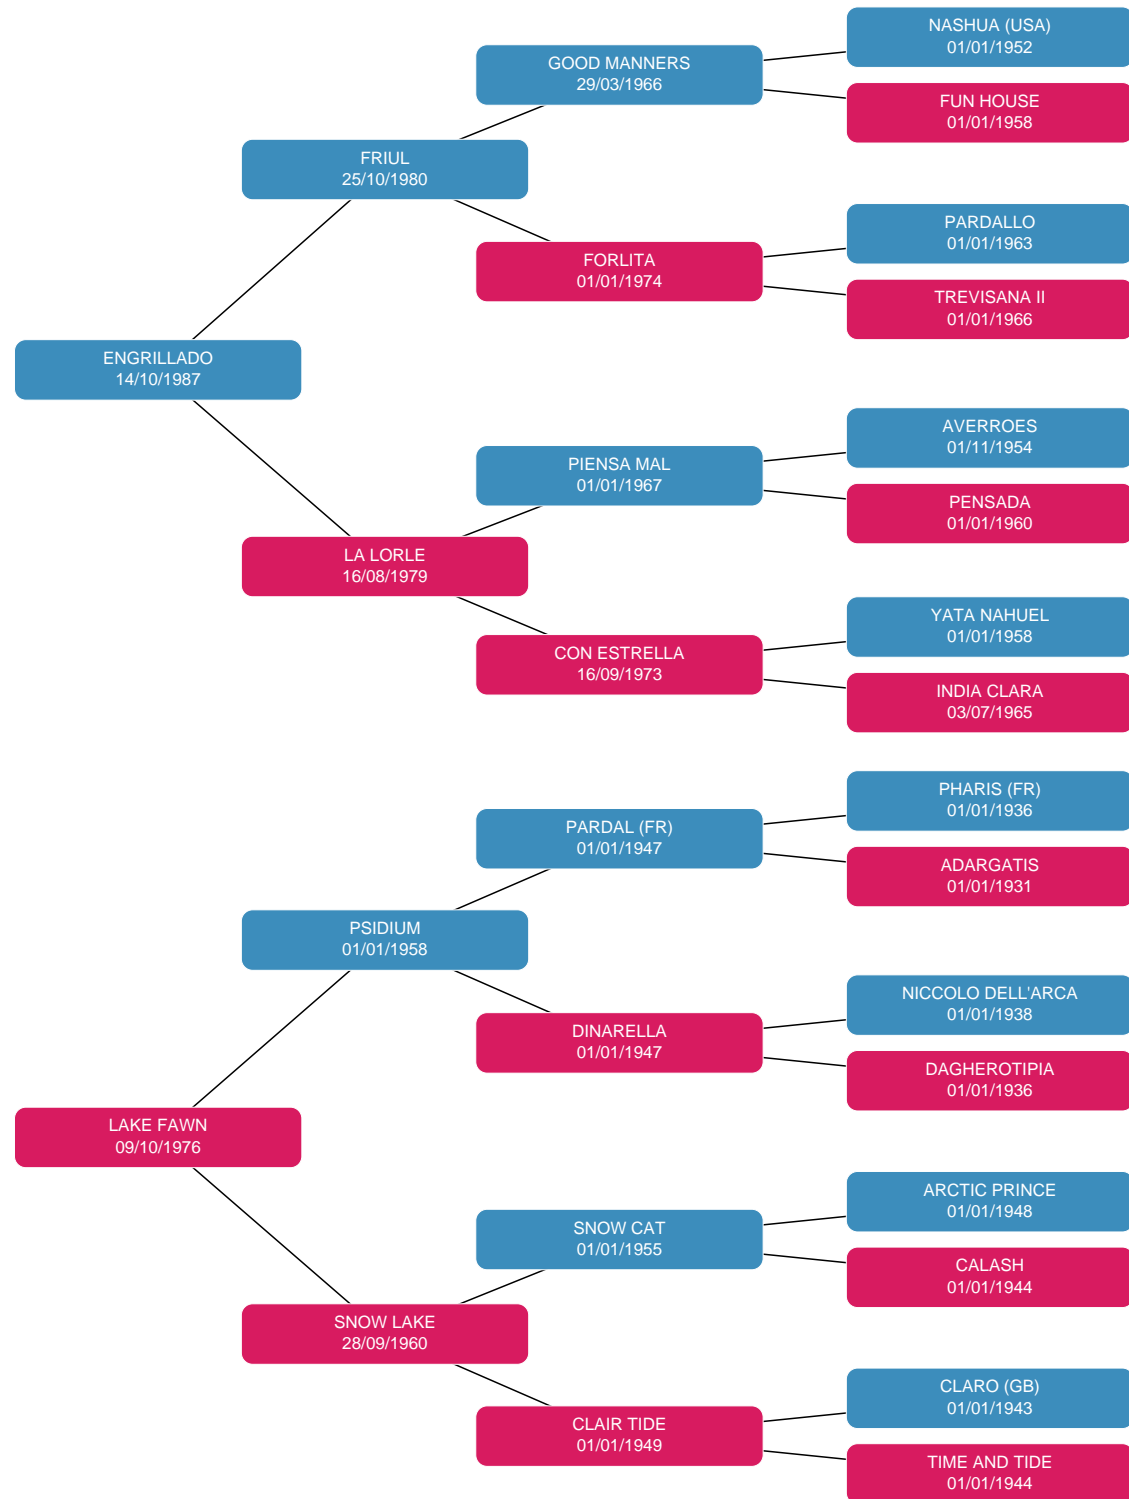 NASHUA (USA)
01/01/1952
GOOD MANNERS
29/03/1966
FUN HOUSE
01/01/1958
FRIUL
25/10/1980
PARDALLO
01/01/1963
FORLITA
01/01/1974
TREVISANA II
01/01/1966
ENGRILLADO
14/10/1987
AVERROES
01/11/1954
PIENSA MAL
01/01/1967
PENSADA
01/01/1960
LA LORLE
16/08/1979
YATA NAHUEL
01/01/1958
CON ESTRELLA
16/09/1973
INDIA CLARA
03/07/1965
PHARIS (FR)
01/01/1936
PARDAL (FR)
01/01/1947
ADARGATIS
01/01/1931
PSIDIUM
01/01/1958
NICCOLO DELL'ARCA
01/01/1938
DINARELLA
01/01/1947
DAGHEROTIPIA
01/01/1936
LAKE FAWN
09/10/1976
ARCTIC PRINCE
01/01/1948
SNOW CAT
01/01/1955
CALASH
01/01/1944
SNOW LAKE
28/09/1960
CLARO (GB)
01/01/1943
CLAIR TIDE
01/01/1949
TIME AND TIDE
01/01/1944